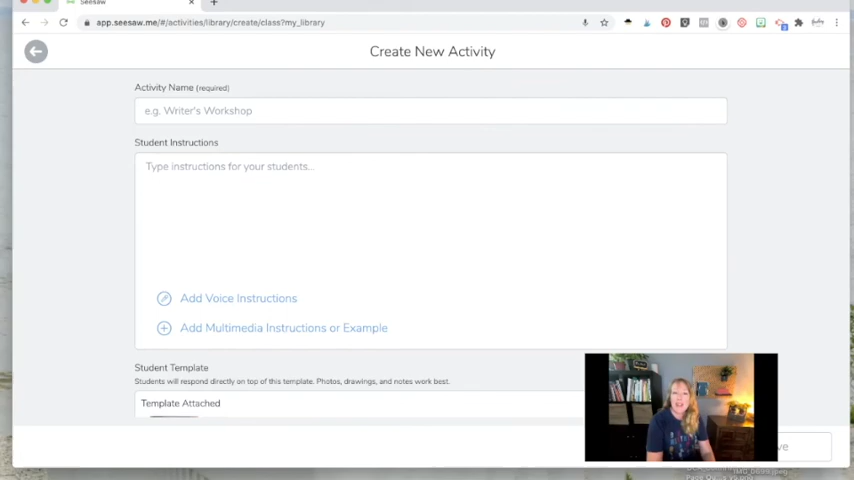 Seesaw
app.seesaw.me/#/activities/library/create/class?my_library
Create New Activity
Activity Name (required)
e.g. Writer's Workshop
Student Instructions
Type instructions for your students...
Add Voice Instructions
Add Multimedia Instructions or Example
Student Template
Students will respond directly on top of this template. Photos, drawings, and notes work best.
Template Attached